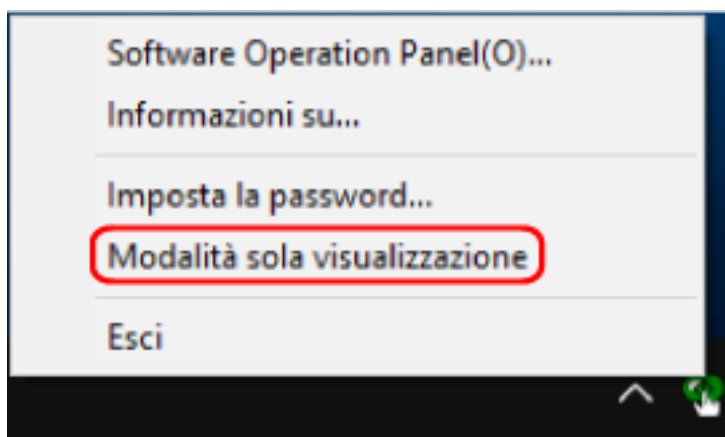 Software Operation Panel(O)...
Informazioni su...
Imposta la password...
Modalità sola visualizzazione
Esci